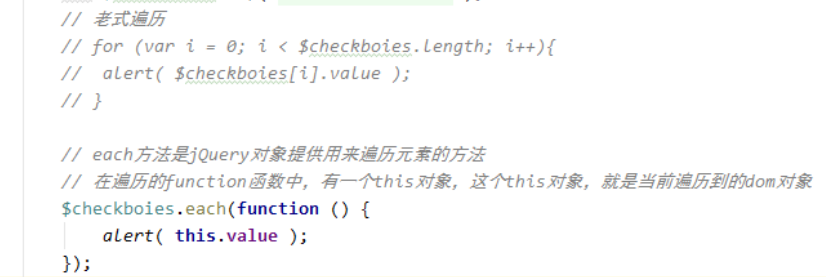 // 老式遍历
// for (var i = 0; i < $checkboies.length; i++){
//  alert( $checkboies[i].value );
// }
// each方法是jQuery对象提供用来遍历元素的方法
// 在遍历的function函数中，有一个this对象，这个this对象，就是当前遍历到的dom对象
$checkboies.each(function () {
    alert( this.value );
});